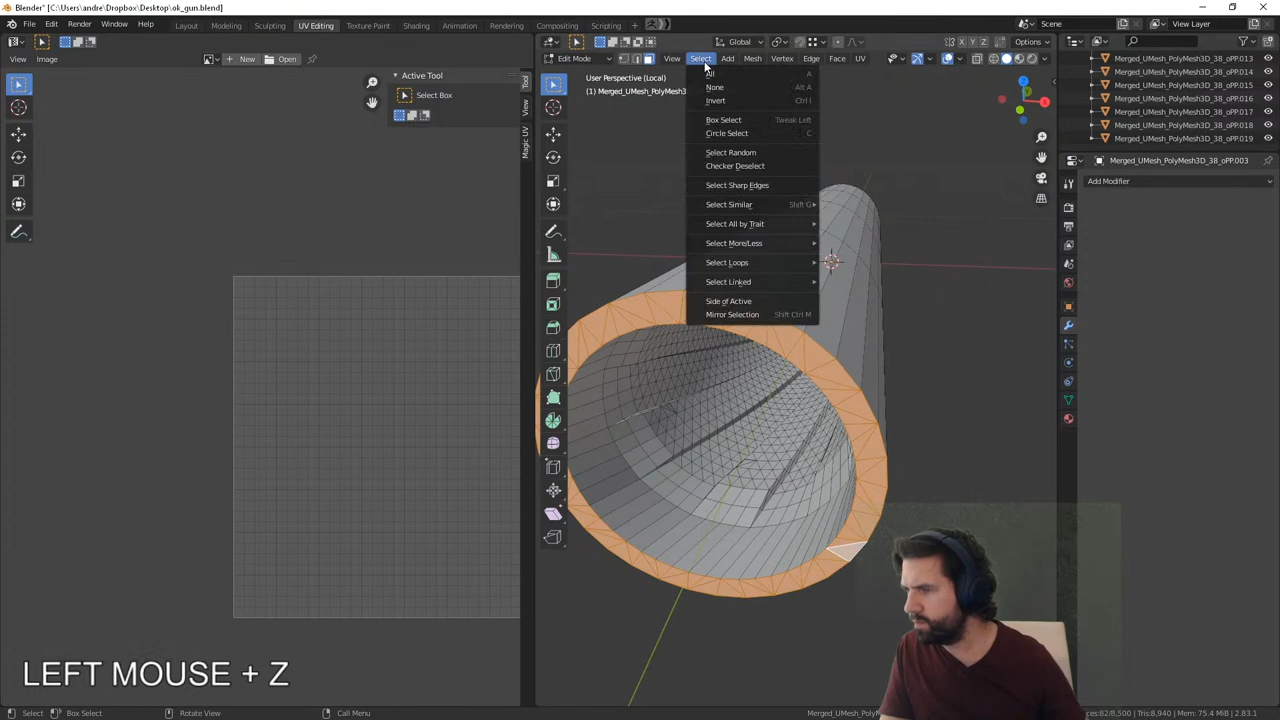 Blender* [C:\Users\andre\Dropbox\Desktop\ok_gun.blend]
File Edit Render Window Help Layout Modeling Sculpting UV Editing Texture Paint Shading Animation Rendering Compositing Scripting Scene View Layer
New Open Global X Y Z Options
View Image Edit Mode View Select Add Mesh Vertex Edge Face UV
Active Tool
Select Box
Tool
View
Magic UV
User Perspective (Local)
(1) Merged_UMesh_PolyMesh3
All A
None Alt A
Invert Ctrl I
Box Select Tweak Left
Circle Select C
Select Random
Checker Deselect
Select Sharp Edges
Select Similar Shift G
Select All by Trait
Select More/Less
Select Loops
Select Linked
Side of Active
Mirror Selection Shift Ctrl M
Merged_UMesh_PolyMesh3D_38_oPP.013
Merged_UMesh_PolyMesh3D_38_oPP.014
Merged_UMesh_PolyMesh3D_38_oPP.015
Merged_UMesh_PolyMesh3D_38_oPP.016
Merged_UMesh_PolyMesh3D_38_oPP.017
Merged_UMesh_PolyMesh3D_38_oPP.018
Merged_UMesh_PolyMesh3D_38_oPP.019
Merged_UMesh_PolyMesh3D_38_oPP.003
Add Modifier
LEFT MOUSE + Z
Select Box Select Rotate View Call Menu Merged_UMesh_PolyM ces:82/8,500 | Tris:8,940 | Mem: 75.4 MiB | 2.83.1